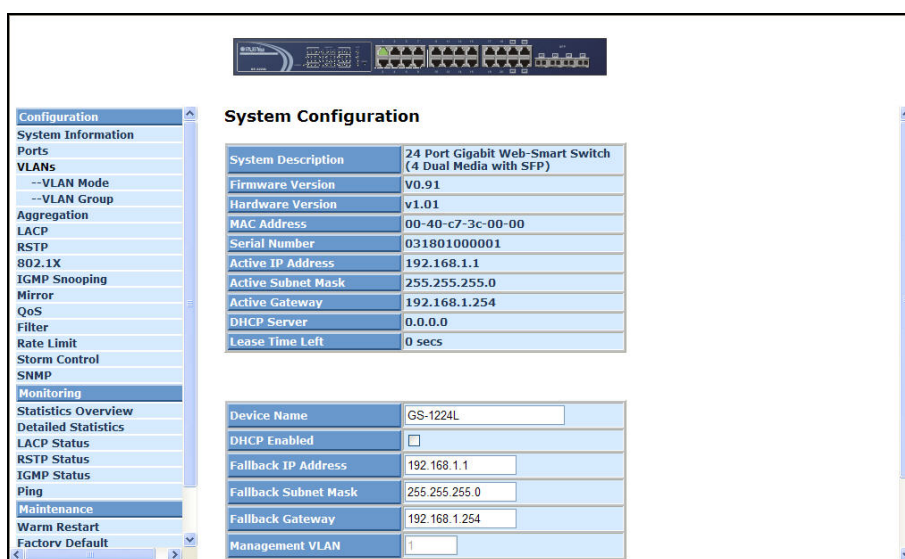 Configuration
System Information
Ports
VLANs
--VLAN Mode
--VLAN Group
Aggregation
LACP
RSTP
802.1X
IGMP Snooping
Mirror
QoS
Filter
Rate Limit
Storm Control
SNMP
Monitoring
Statistics Overview
Detailed Statistics
LACP Status
RSTP Status
IGMP Status
Ping
Maintenance
Warm Restart
Factory Default
System Configuration
System Description 24 Port Gigabit Web-Smart Switch
(4 Dual Media with SFP)
Firmware Version V0.91
Hardware Version v1.01
MAC Address 00-40-c7-3c-00-00
Serial Number 031801000001
Active IP Address 192.168.1.1
Active Subnet Mask 255.255.255.0
Active Gateway 192.168.1.254
DHCP Server 0.0.0.0
Lease Time Left 0 secs
Device Name GS-1224L
DHCP Enabled
Fallback IP Address 192.168.1.1
Fallback Subnet Mask 255.255.255.0
Fallback Gateway 192.168.1.254
Management VLAN 1